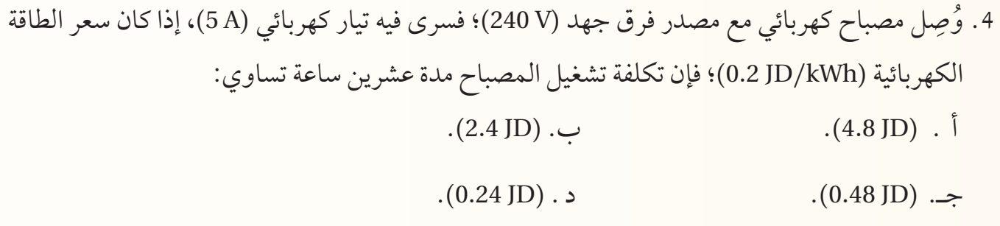 4. وُصِل مصباح كهربائي مع مصدر فرق جهد (240 V)؛ فسرى فيه تيار كهربائي (5 A)، إذا كان سعر الطاقة
الكهربائية (0.2 JD/kWh)؛ فإن تكلفة تشغيل المصباح مدة عشرين ساعة تساوي:
أ . (4.8 JD). ب. (2.4 JD).
جـ. (0.48 JD). د . (0.24 JD).